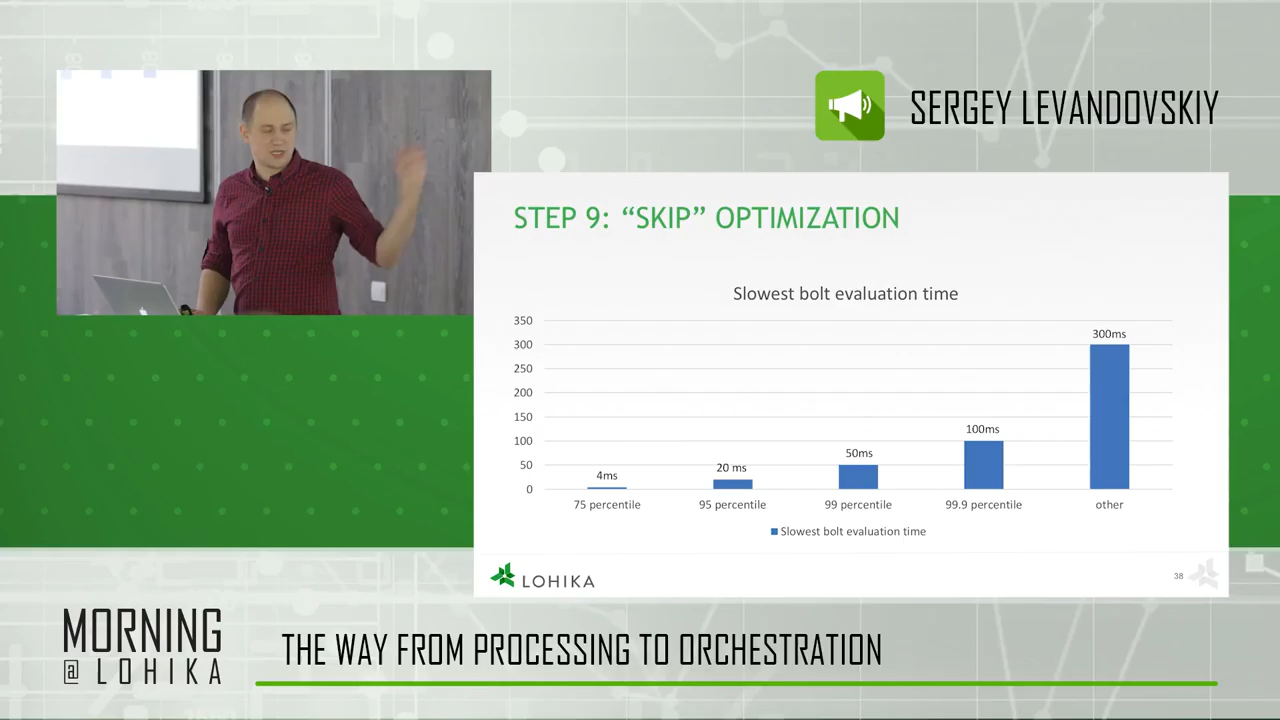 SERGEY LEVANDOVSKIY
STEP 9: “SKIP” OPTIMIZATION
Slowest bolt evaluation time
350
300
250
200
150
100
50
0
4ms
20 ms
50ms
100ms
300ms
75 percentile
95 percentile
99 percentile
99.9 percentile
other
Slowest bolt evaluation time
LOHIKA
38
MORNING
@ LOHIKA
THE WAY FROM PROCESSING TO ORCHESTRATION